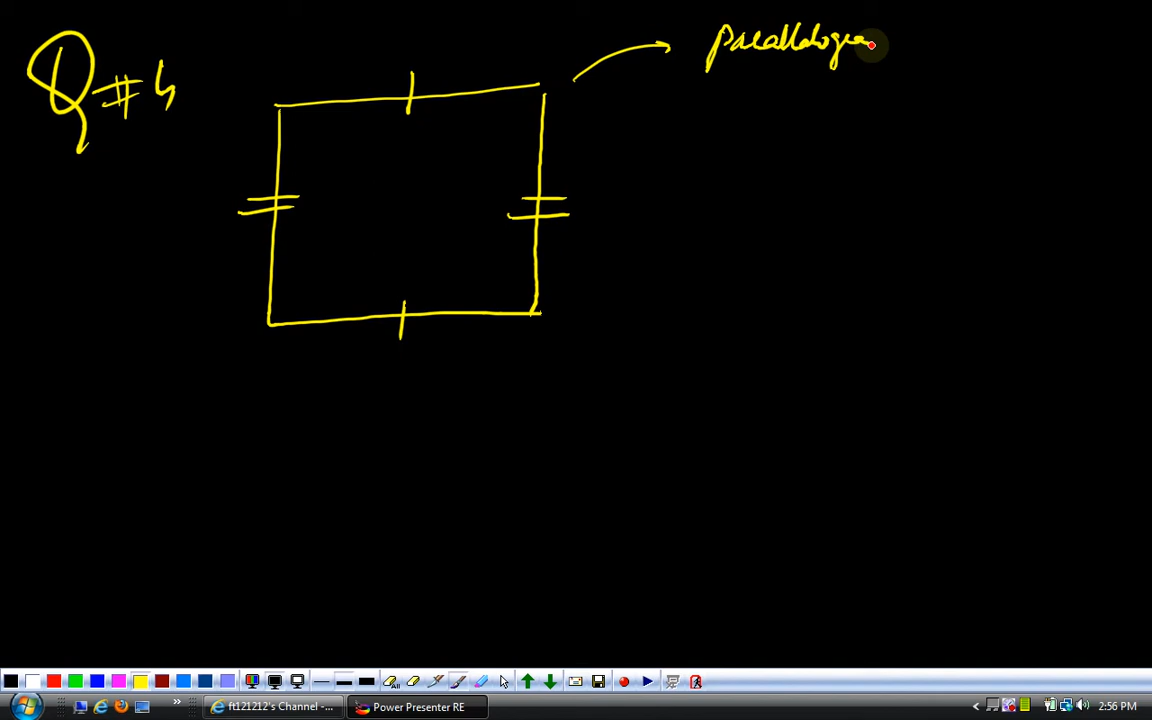 Q#4
parallelogra
ft121212's Channel -...
Power Presenter RE
2:56 PM